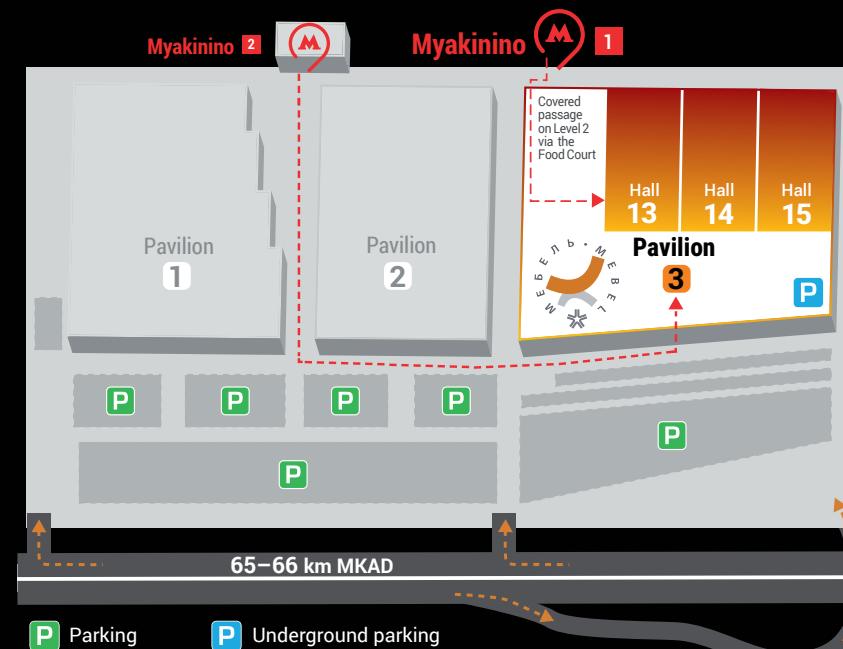 Myakinino 2
M
Myakinino
M
1
Covered
passage
on Level 2
via the
Food Court
Hall
13
Hall
14
Hall
15
Pavilion
1
Pavilion
2
Pavilion
3
МЕБЕЛЬ • MEBEL
P
P
P
P
P
P
P
65–66 km MKAD
P Parking
P Underground parking